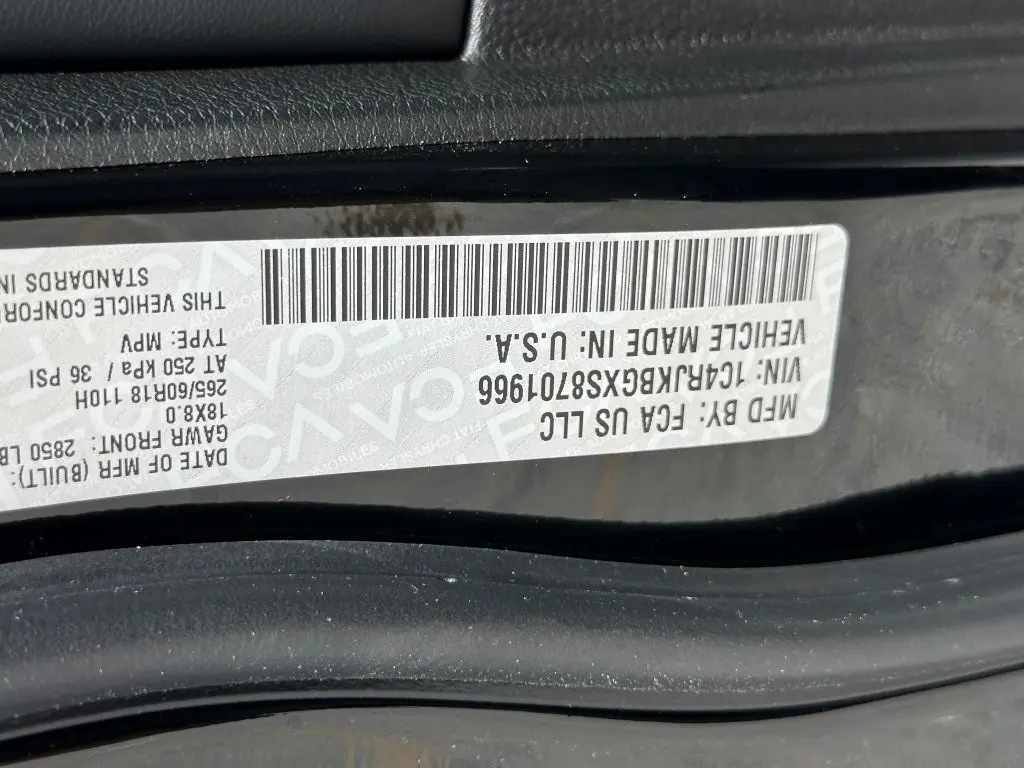 MFD BY: FCA US LLC
VIN: 1C4RJKBGXS8701966
VEHICLE MADE IN: U.S.A.
DATE OF MFR (BUILT):
GAWR FRONT: 2850 LB
18X8.0
265/60R18 110H
AT 250 kPa / 36 PSI
TYPE: MPV
THIS VEHICLE CONFOR
STANDARDS IN